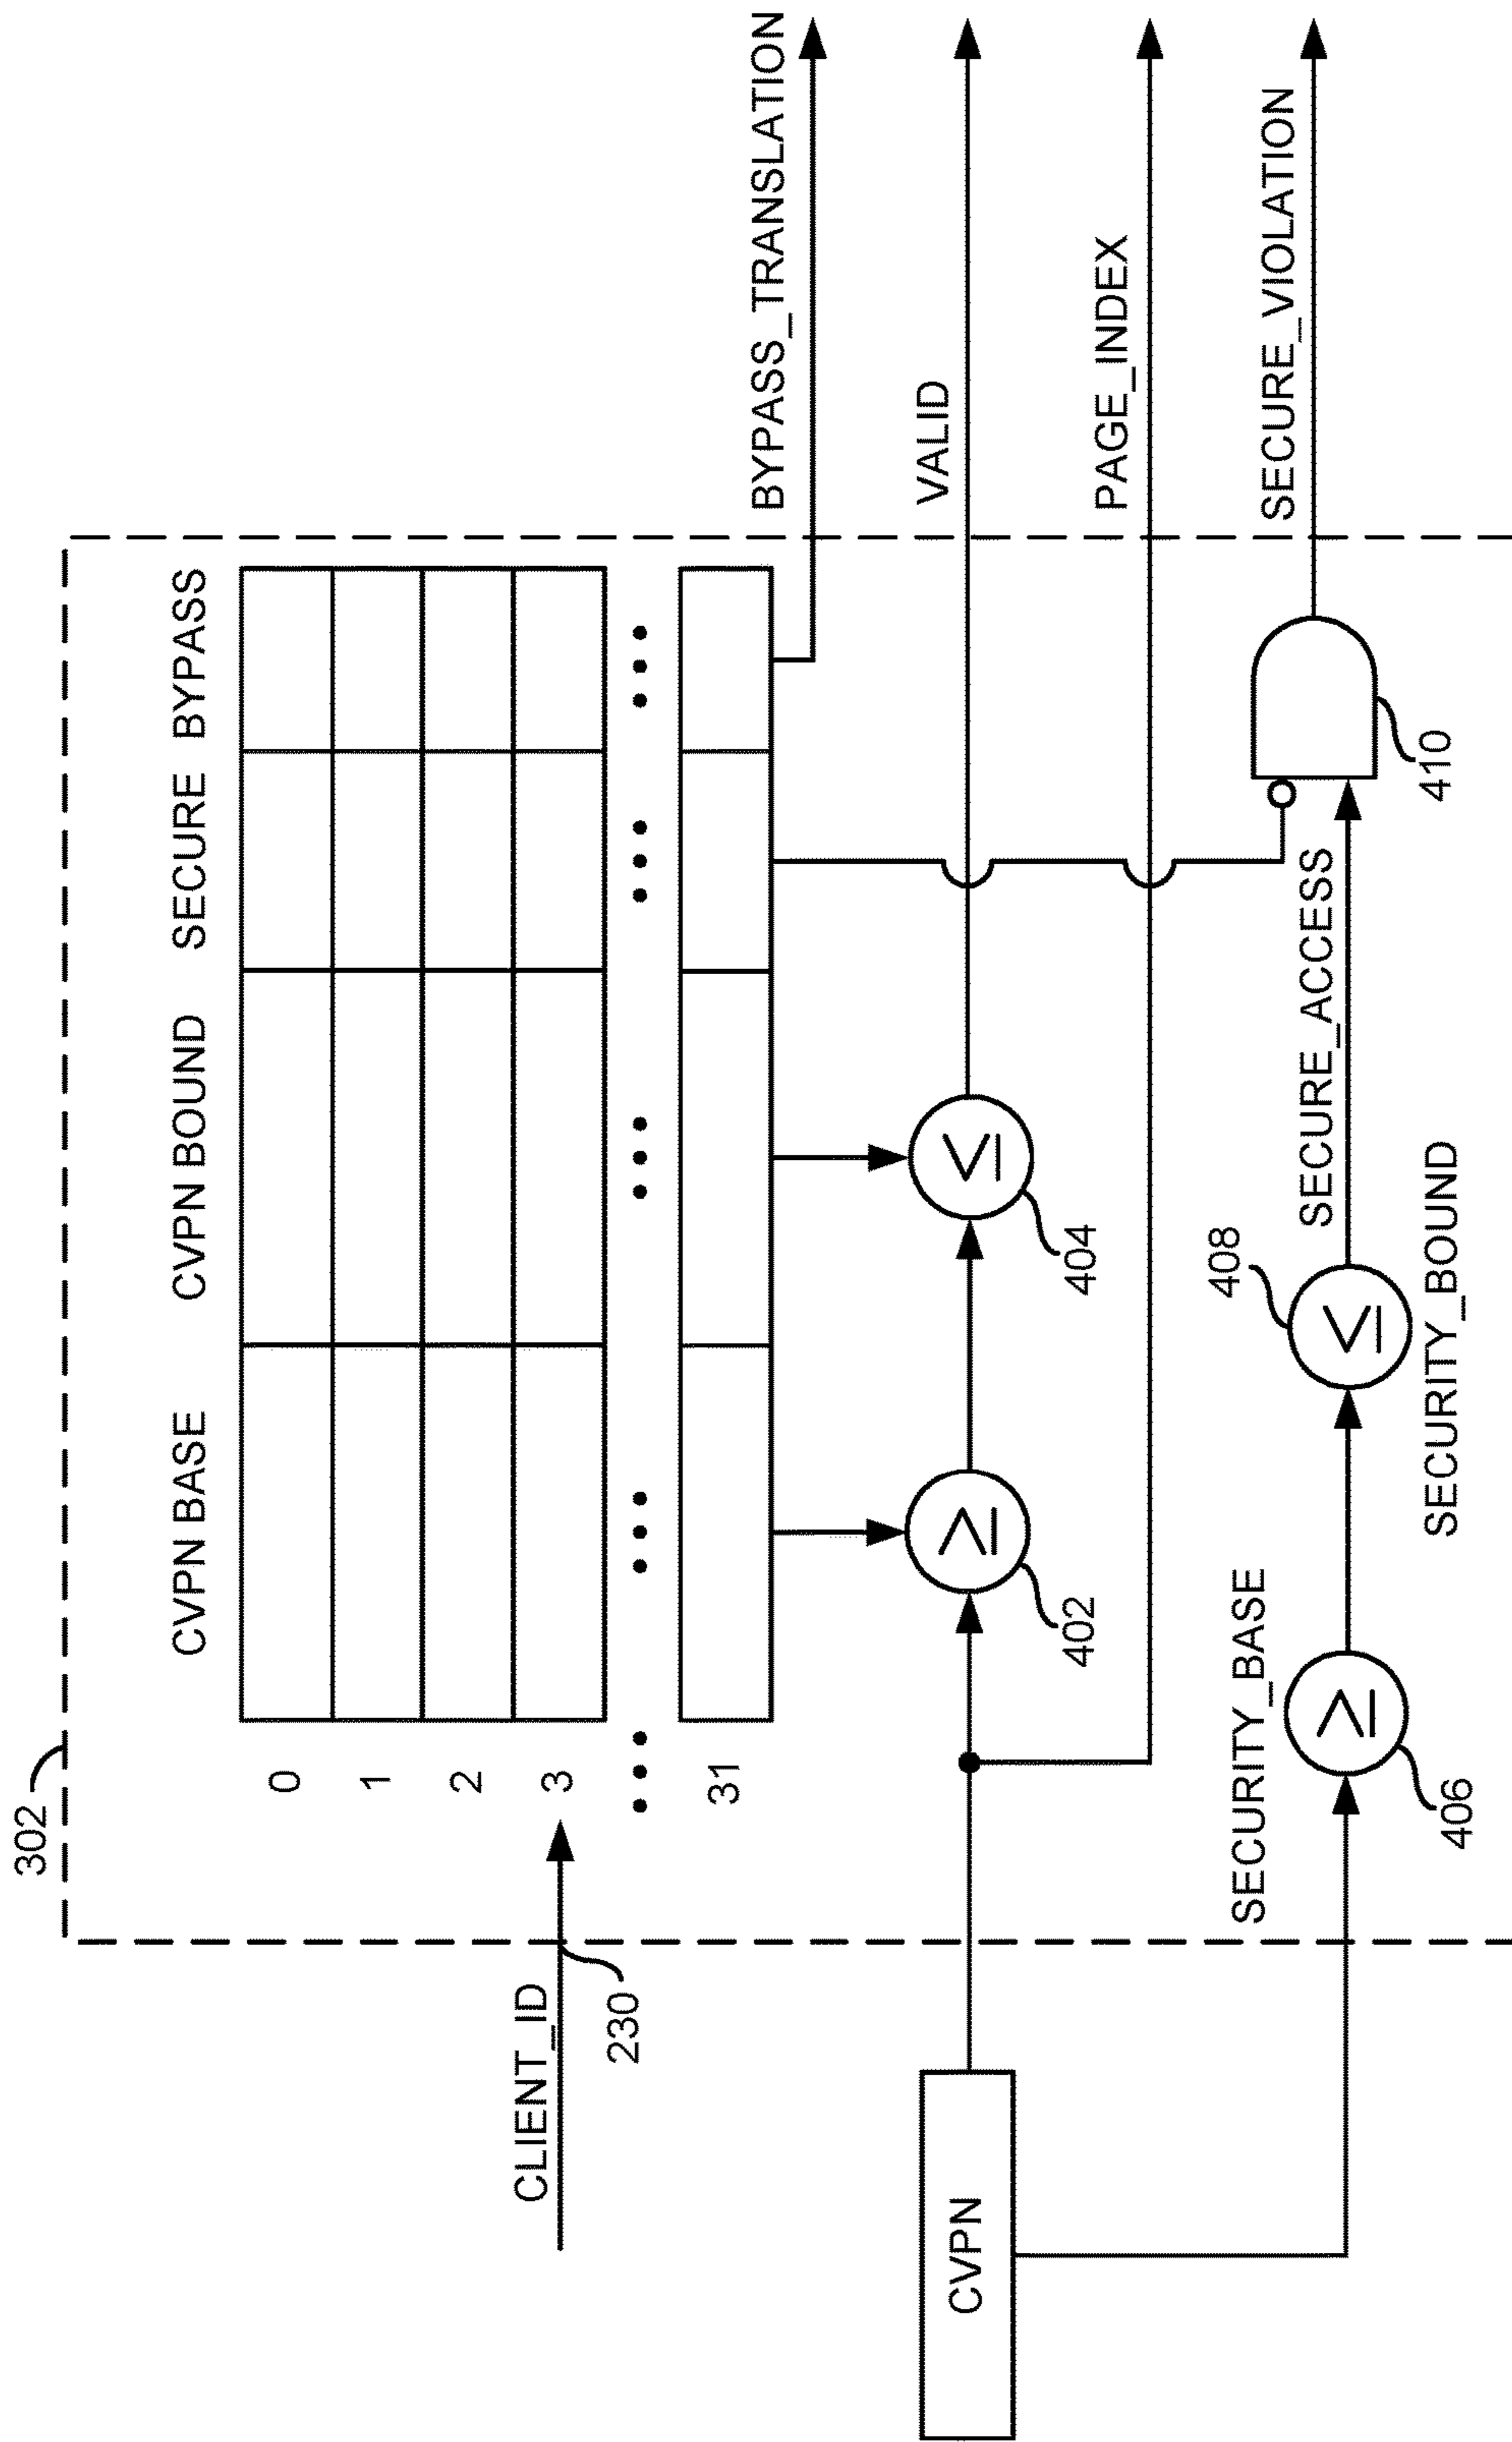 302
CVPN BASE
CVPN BOUND
SECURE
BYPASS
0
1
2
3
31
CLIENT_ID
230
BYPASS_TRANSLATION
CVPN
≥
402
≤
404
VALID
PAGE_INDEX
SECURITY_BASE
≥
406
408
≤
SECURITY_BOUND
SECURE_ACCESS
410
SECURE_VIOLATION